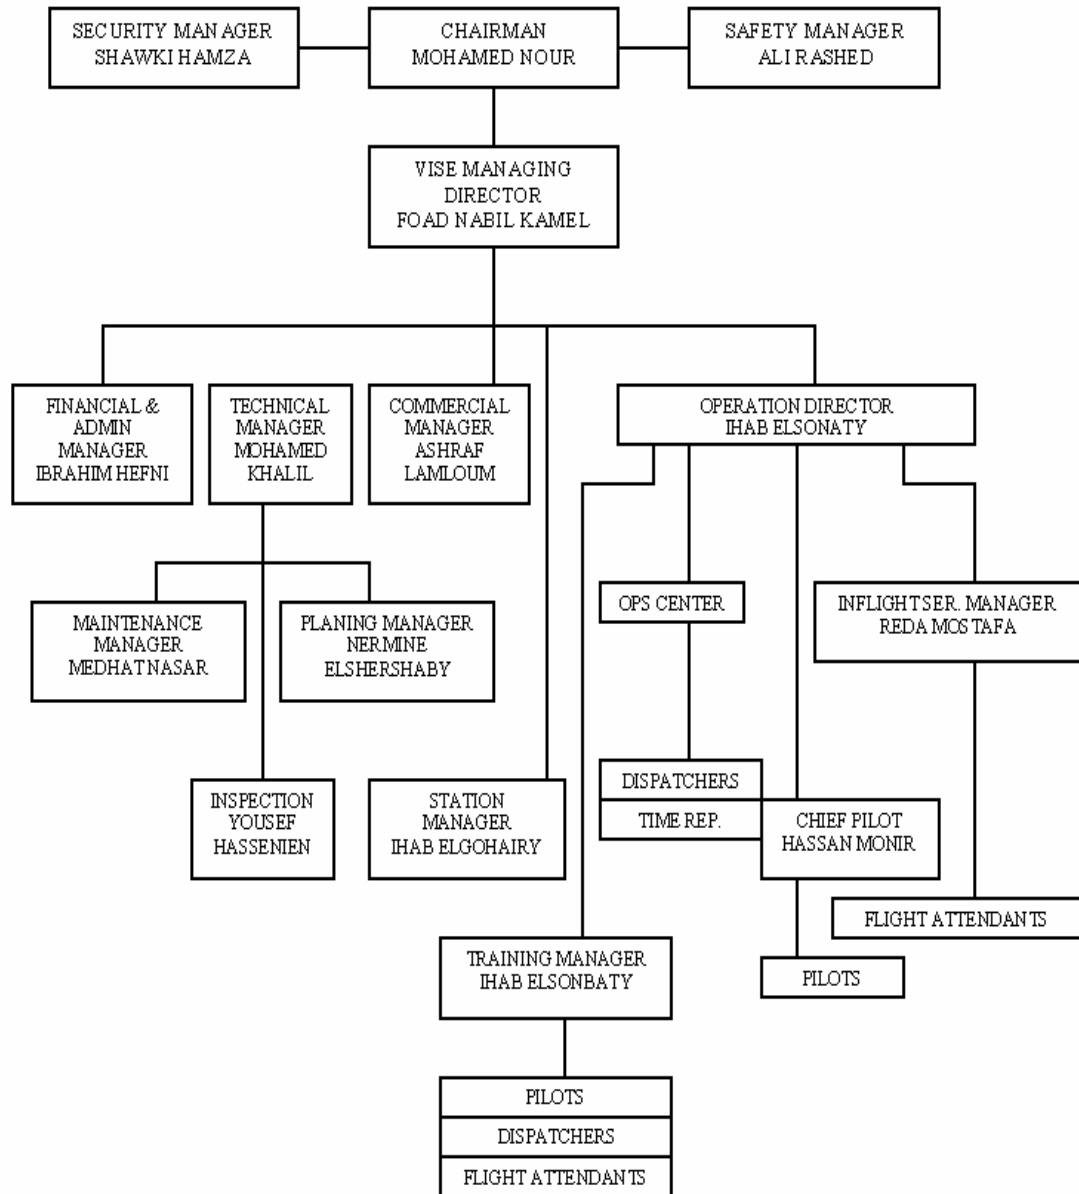 SECURITY MANAGER
SHAWKI HAMZA
CHAIRMAN
MOHAMED NOUR
SAFETY MANAGER
ALI RASHED
VISE MANAGING
DIRECTOR
FOAD NABIL KAMEL
FINANCIAL &
ADMIN
MANAGER
IBRAHIM HEFNI
TECHNICAL
MANAGER
MOHAMED
KHALIL
COMMERCIAL
MANAGER
ASHRAF
LAMLOUM
OPERATION DIRECTOR
IHAB ELSONATY
MAINTENANCE
MANAGER
MEDHAT NASAR
PLANING MANAGER
NERMINE
ELSHERSHABY
OPS CENTER
INFLIGHT SER. MANAGER
REDA MOSTAFA
INSPECTION
YOUSEF
HASSENIEN
STATION
MANAGER
IHAB ELGOHAIRY
DISPATCHERS
TIME REP.
CHIEF PILOT
HASSAN MONIR
FLIGHT ATTENDANTS
TRAINING MANAGER
IHAB ELSONBATY
PILOTS
PILOTS
DISPATCHERS
FLIGHT ATTENDANTS